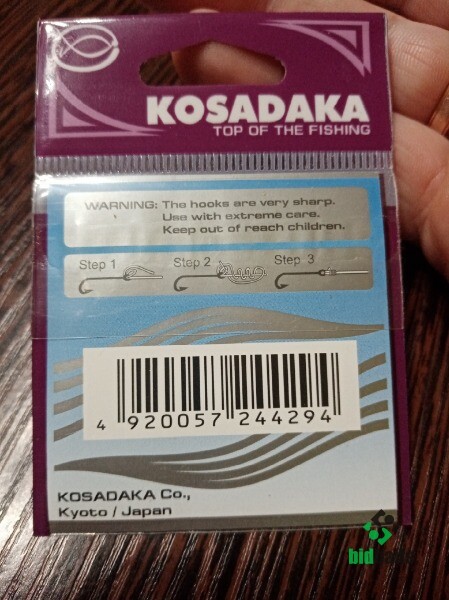 KOSADAKA
TOP OF THE FISHING
WARNING: The hooks are very sharp.
Use with extreme care.
Keep out of reach children.
Step 1 Step 2 Step 3
4 920057 244294
KOSADAKA Co.,
Kyoto / Japan